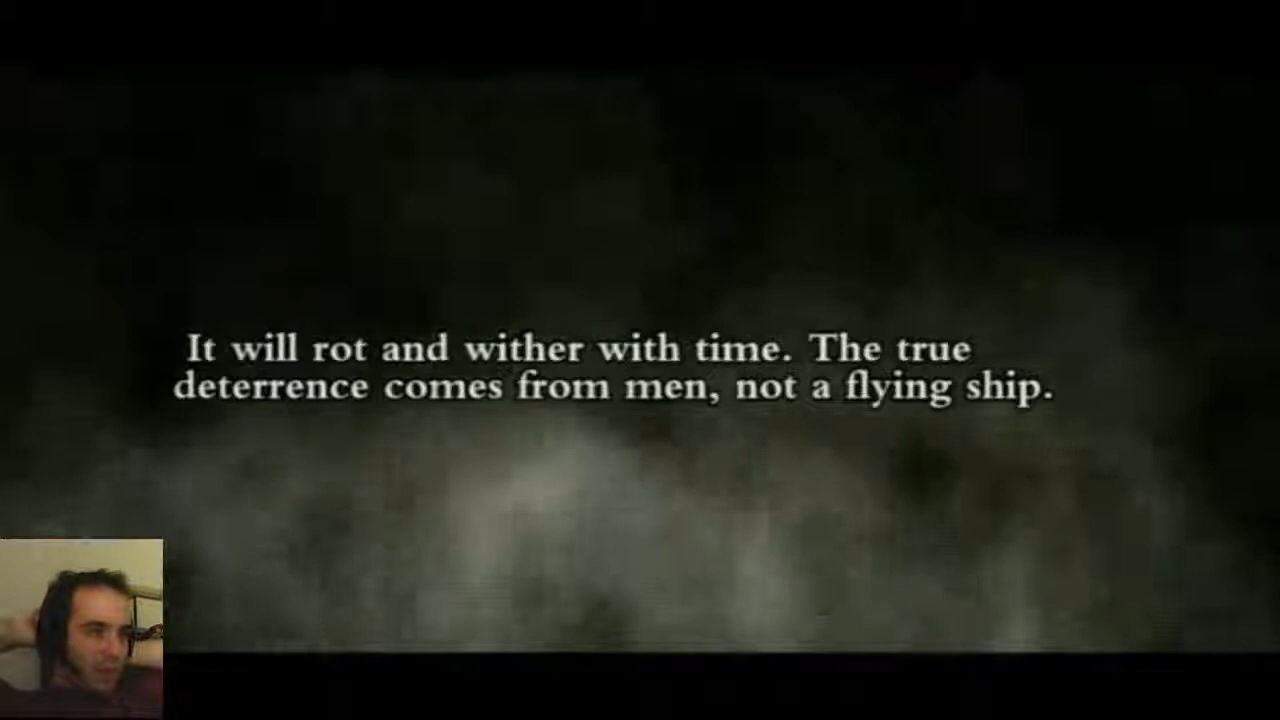 It will rot and wither with time. The true
deterrence comes from men, not a flying ship.